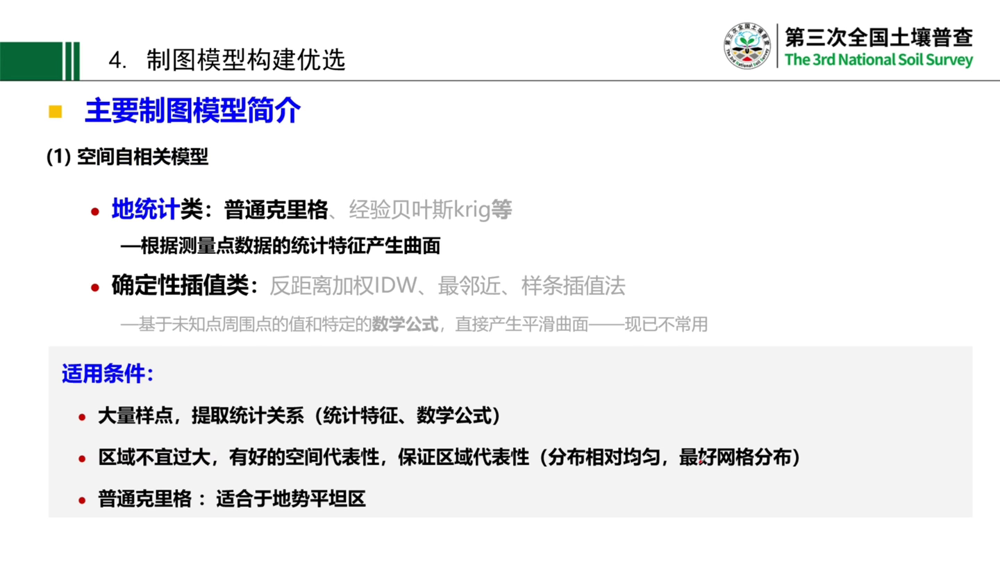 第三次全国土壤普查
The 3rd National Soil Survey
4. 制图模型构建优选
主要制图模型简介
(1) 空间自相关模型
地统计类：普通克里格、经验贝叶斯krig等
—根据测量点数据的统计特征产生曲面
确定性插值类：反距离加权IDW、最邻近、样条插值法
—基于未知点周围点的值和特定的数学公式，直接产生平滑曲面——现已不常用
适用条件：
大量样点，提取统计关系（统计特征、数学公式）
区域不宜过大，有好的空间代表性，保证区域代表性（分布相对均匀，最好网格分布）
普通克里格 ：适合于地势平坦区